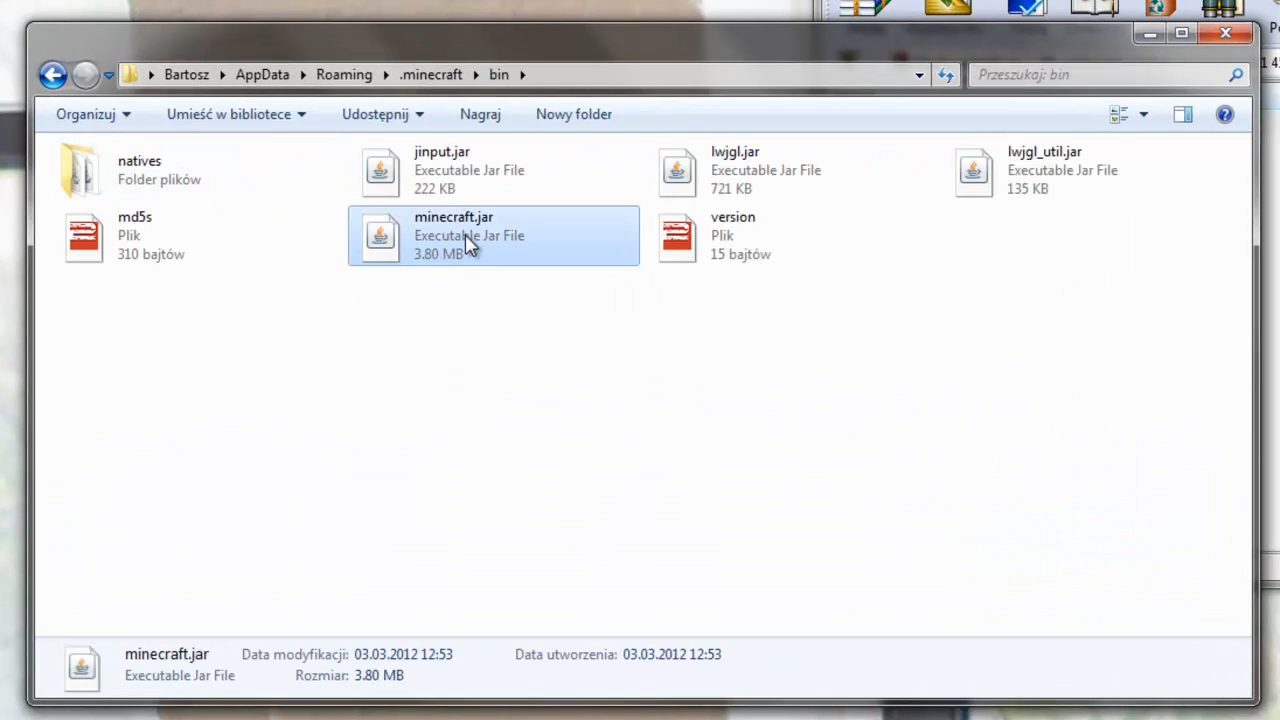 Bartosz AppData Roaming .minecraft bin
Przeszukaj: bin
Organizuj Umieść w bibliotece Udostępnij Nagraj Nowy folder
natives
Folder plików
jinput.jar
Executable Jar File
222 KB
lwjgl.jar
Executable Jar File
721 KB
lwjgl_util.jar
Executable Jar File
135 KB
md5s
Plik
310 bajtów
minecraft.jar
Executable Jar File
3.80 MB
version
Plik
15 bajtów
minecraft.jar Data modyfikacji: 03.03.2012 12:53 Data utworzenia: 03.03.2012 12:53
Executable Jar File Rozmiar: 3.80 MB